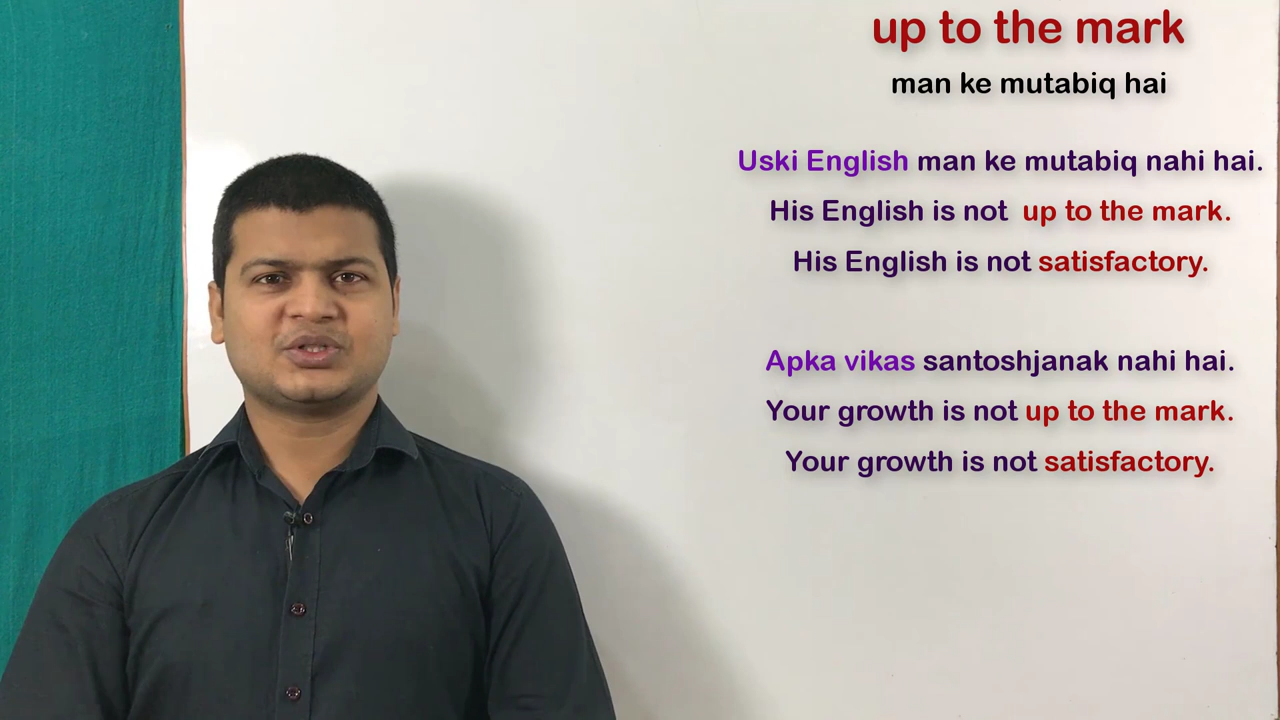 up to the mark
man ke mutabiq hai
Uski English man ke mutabiq nahi hai.
His English is not up to the mark.
His English is not satisfactory.
Apka vikas santoshjanak nahi hai.
Your growth is not up to the mark.
Your growth is not satisfactory.